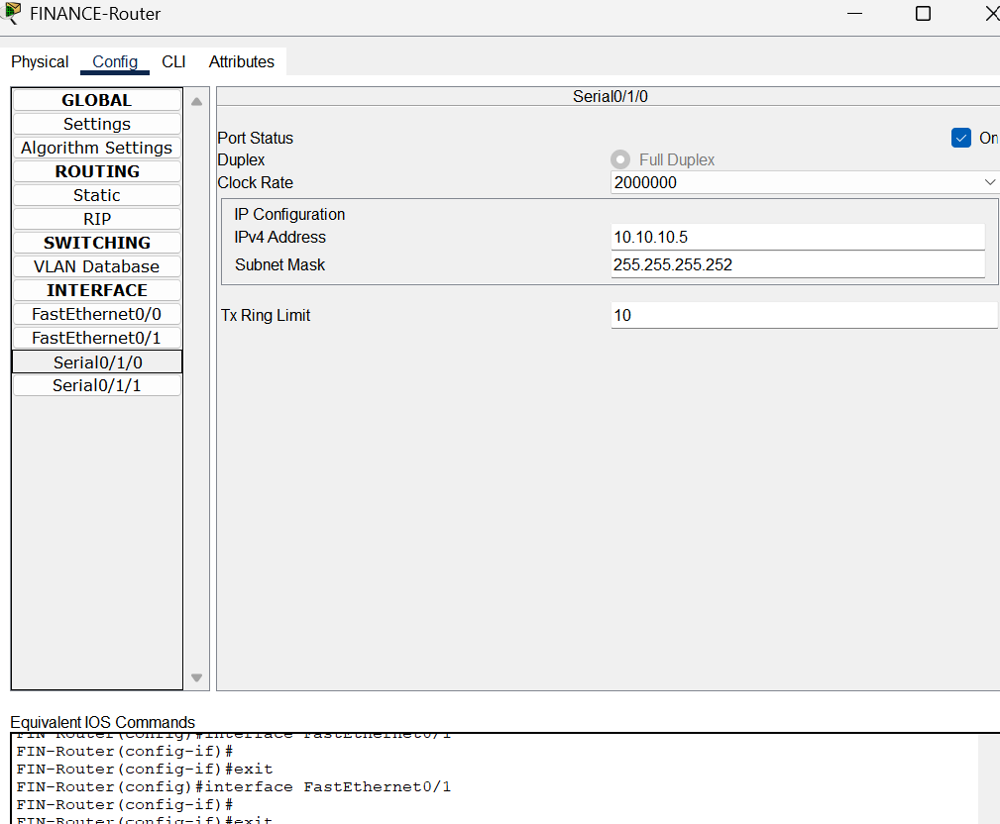 FINANCE-Router
Physical Config CLI Attributes
GLOBAL
Settings
Algorithm Settings
ROUTING
Static
RIP
SWITCHING
VLAN Database
INTERFACE
FastEthernet0/0
FastEthernet0/1
Serial0/1/0
Serial0/1/1
Serial0/1/0
Port Status On
Duplex Full Duplex
Clock Rate 2000000
IP Configuration
IPv4 Address 10.10.10.5
Subnet Mask 255.255.255.252
Tx Ring Limit 10
Equivalent IOS Commands
FIN-Router(config)#interface FastEthernet0/1
FIN-Router(config-if)#
FIN-Router(config-if)#exit
FIN-Router(config)#interface FastEthernet0/1
FIN-Router(config-if)#
FIN-Router(config-if)#exit